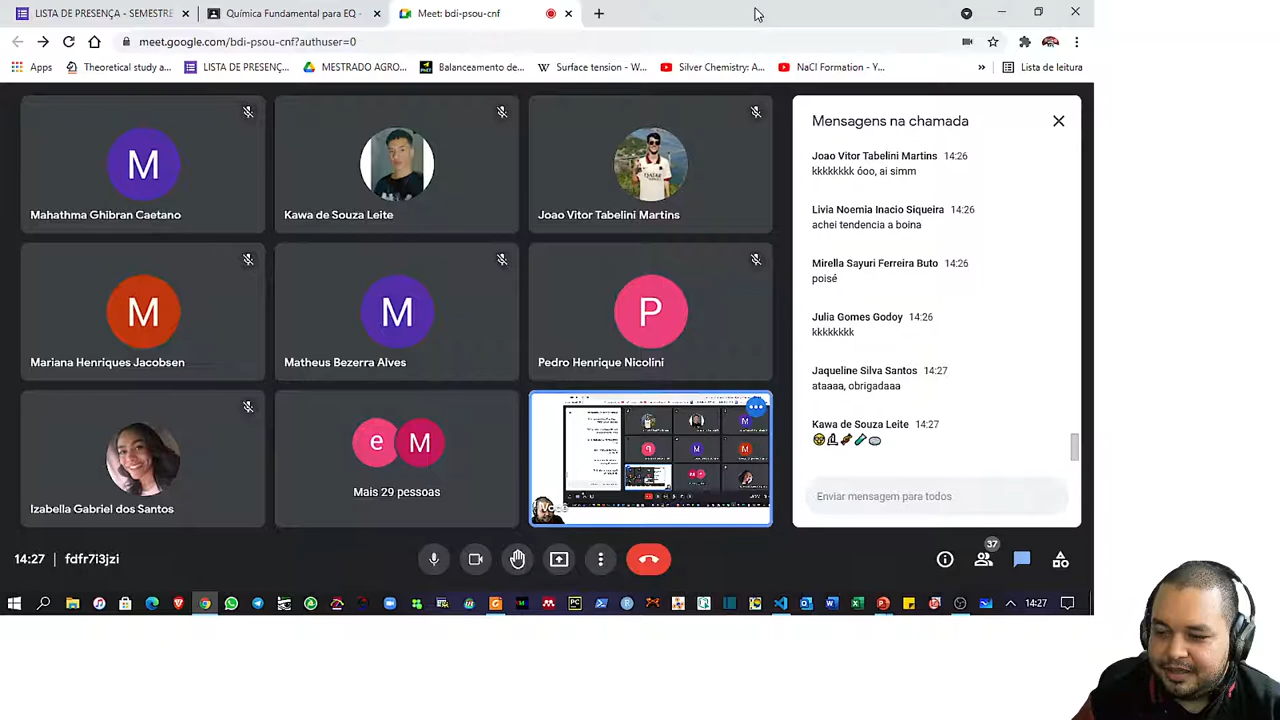 LISTA DE PRESENÇA - SEMESTRE
Química Fundamental para EQ -
Meet: bdi-psou-cnf
meet.google.com/bdi-psou-cnf?authuser=0
Apps
Theoretical study a...
LISTA DE PRESENÇ...
MESTRADO AGRO...
Balanceamento de...
Surface tension - W...
Silver Chemistry: A...
NaCl Formation - Y...
»
Lista de leitura
M
Mahathma Ghibran Caetano
Kawa de Souza Leite
Joao Vitor Tabelini Martins
M
Mariana Henriques Jacobsen
M
Matheus Bezerra Alves
P
Pedro Henrique Nicolini
Izabella Gabriel dos Santos
e M
Mais 29 pessoas
Mensagens na chamada
Joao Vitor Tabelini Martins 14:26
kkkkkkkk óoo, ai simm
Livia Noemia Inacio Siqueira 14:26
achei tendencia a boina
Mirella Sayuri Ferreira Buto 14:26
poisé
Julia Gomes Godoy 14:26
kkkkkkkk
Jaqueline Silva Santos 14:27
ataaaa, obrigadaaa
Kawa de Souza Leite 14:27
Enviar mensagem para todos
14:27 | fdfr7i3jzi
37
14:27